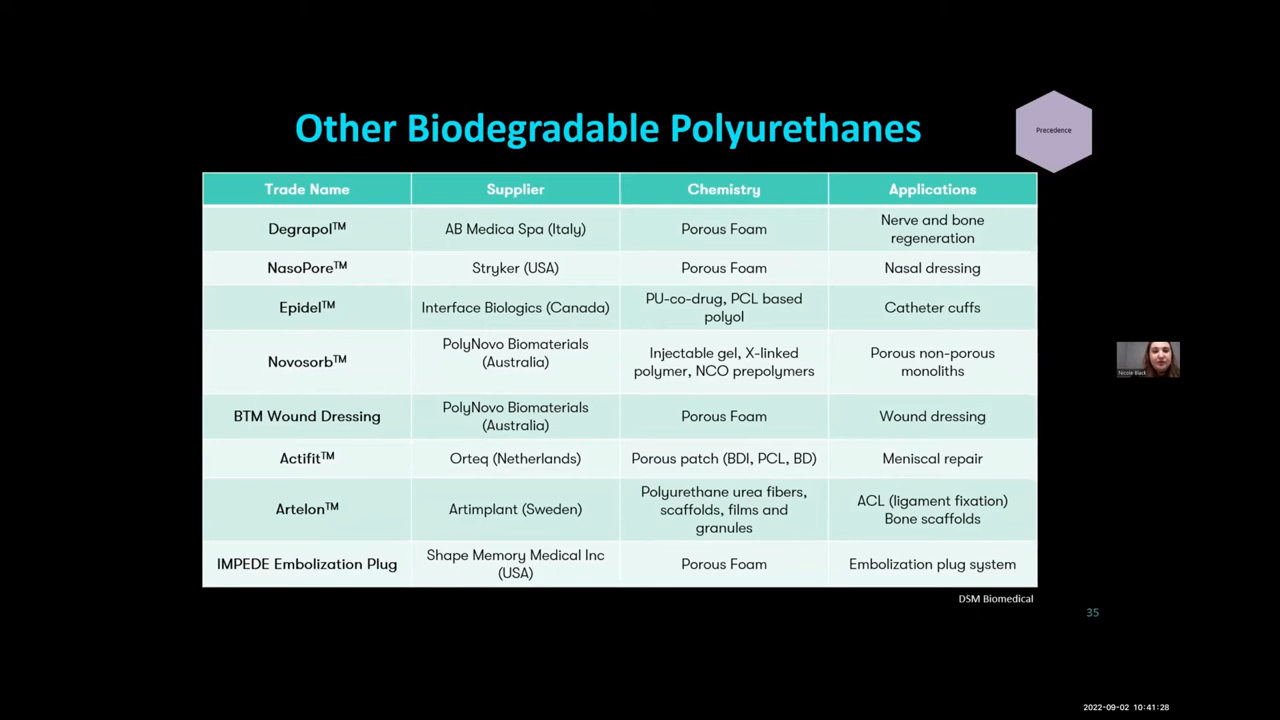 Other Biodegradable Polyurethanes
Precedence
Trade Name Supplier Chemistry Applications
Degrapol™ AB Medica Spa (Italy) Porous Foam Nerve and bone
regeneration
NasoPore™ Stryker (USA) Porous Foam Nasal dressing
Epidel™ Interface Biologics (Canada) PU-co-drug, PCL based
polyol
Catheter cuffs
Novosorb™ PolyNovo Biomaterials
(Australia)
Injectable gel, X-linked
polymer, NCO prepolymers
Porous non-porous
monoliths
BTM Wound Dressing PolyNovo Biomaterials
(Australia)
Porous Foam Wound dressing
Actifit™ Orteq (Netherlands) Porous patch (BDI, PCL, BD) Meniscal repair
Artelon™ Artimplant (Sweden) Polyurethane urea fibers,
scaffolds, films and
granules
ACL (ligament fixation)
Bone scaffolds
IMPEDE Embolization Plug Shape Memory Medical Inc
(USA)
Porous Foam Embolization plug system
DSM Biomedical
35
Nicole Black
2022-09-02 10:41:28